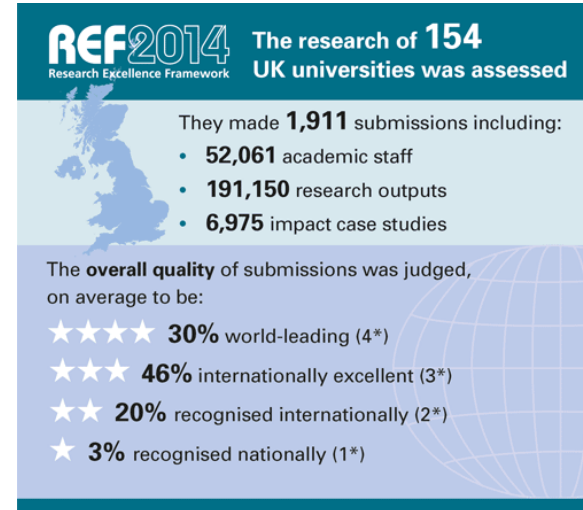 REF2014
Research Excellence Framework
The research of 154
UK universities was assessed
They made 1,911 submissions including:
• 52,061 academic staff
• 191,150 research outputs
• 6,975 impact case studies
The overall quality of submissions was judged,
on average to be:
30% world-leading (4*)
46% internationally excellent (3*)
20% recognised internationally (2*)
3% recognised nationally (1*)